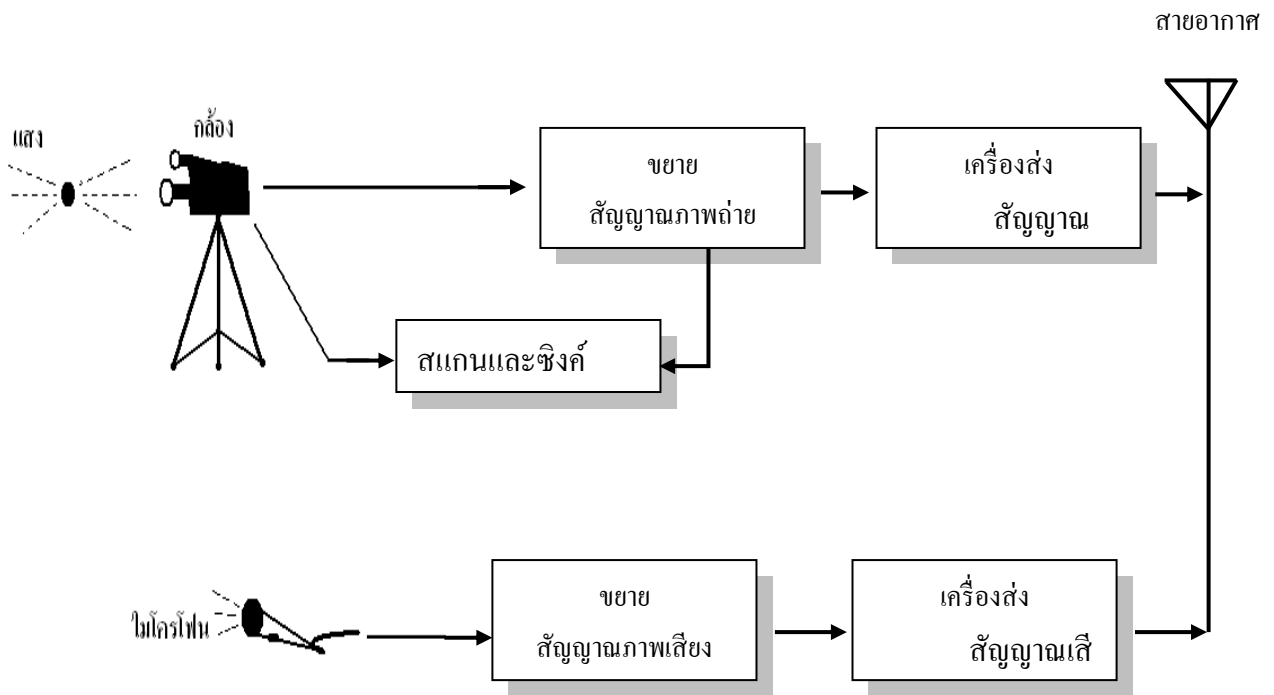 สายอากาศ
แสง
กล้อง
ขยาย
สัญญาณภาพถ่าย
เครื่องส่ง
สัญญาณ
สแกนและซิงค์
ไมโครโฟน
ขยาย
สัญญาณภาพเสียง
เครื่องส่ง
สัญญาณเสี